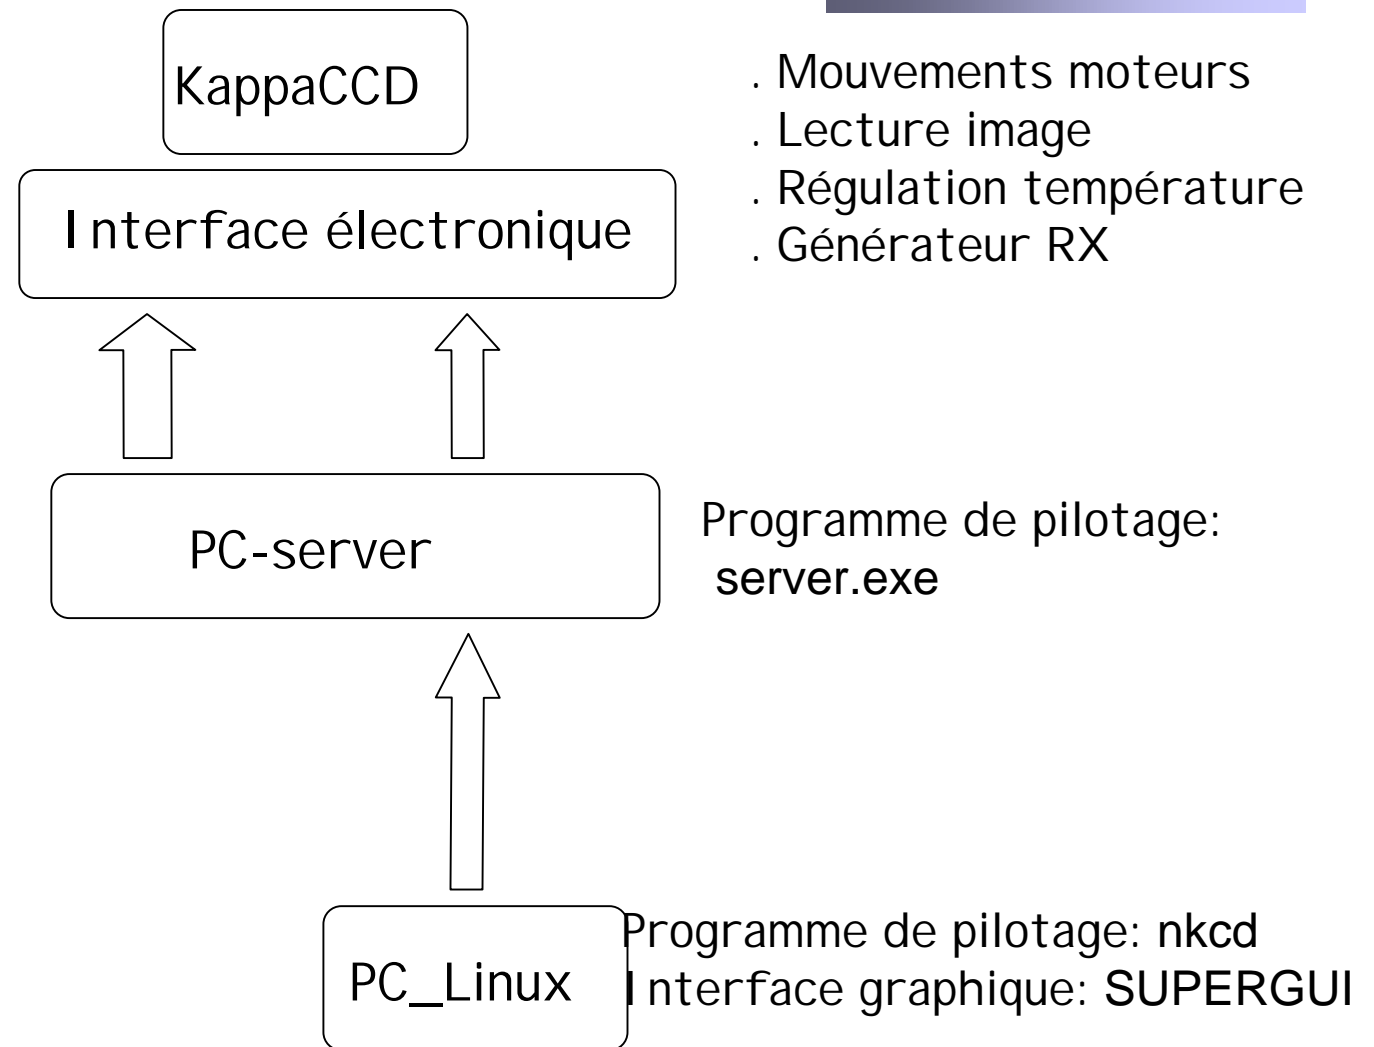 KappaCCD
. Mouvements moteurs
. Lecture image
. Régulation température
. Générateur RX
Interface électronique
PC-server
Programme de pilotage:
server.exe
PC_Linux
Programme de pilotage: nkcd
Interface graphique: SUPERGUI